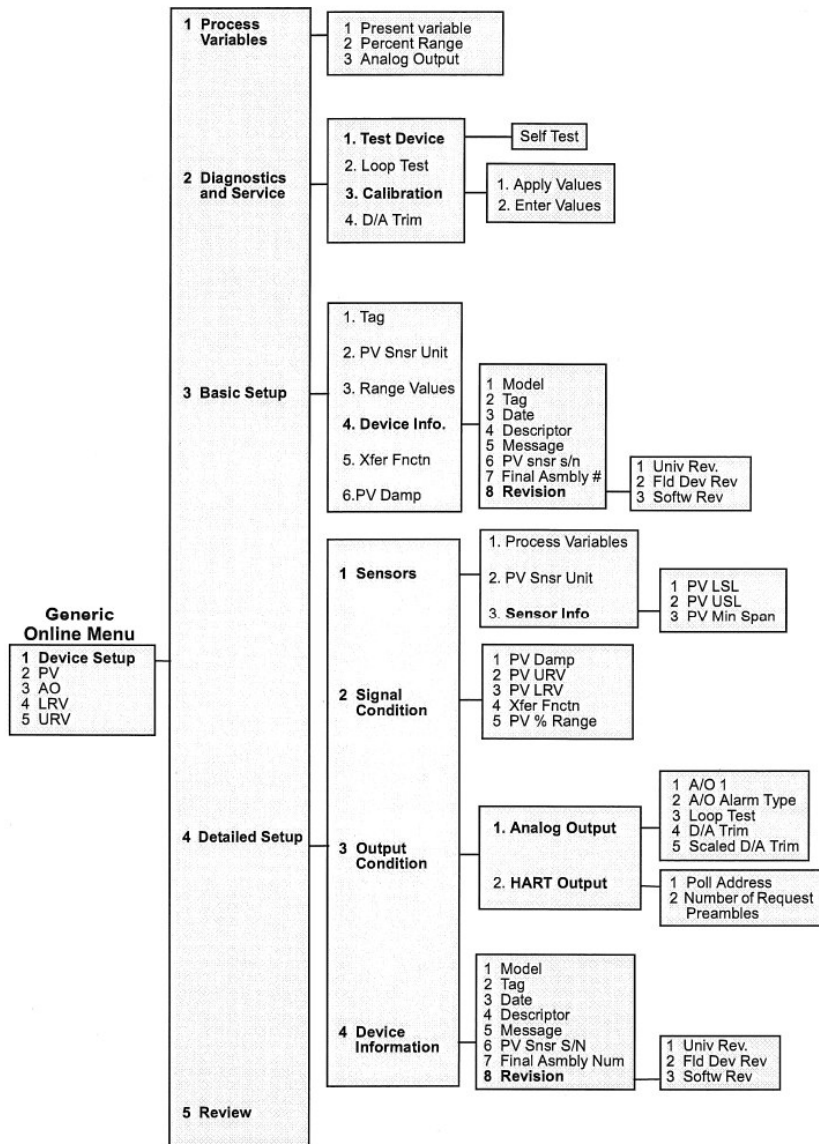 Generic
Online Menu
1 Device Setup
2 PV
3 AO
4 LRV
5 URV
1 Process
Variables
1 Present variable
2 Percent Range
3 Analog Output
2 Diagnostics
and Service
1. Test Device
2. Loop Test
3. Calibration
4. D/A Trim
Self Test
1. Apply Values
2. Enter Values
3 Basic Setup
1. Tag
2. PV Snsr Unit
3. Range Values
4. Device Info.
5. Xfer Fnctn
6.PV Damp
1 Model
2 Tag
3 Date
4 Descriptor
5 Message
6 PV snsr s/n
7 Final Asmbly #
8 Revision
1 Univ Rev.
2 Fld Dev Rev
3 Softw Rev
4 Detailed Setup
1 Sensors
1. Process Variables
2. PV Snsr Unit
3. Sensor Info
1 PV LSL
2 PV USL
3 PV Min Span
2 Signal
Condition
1 PV Damp
2 PV URV
3 PV LRV
4 Xfer Fnctn
5 PV % Range
3 Output
Condition
1. Analog Output
2. HART Output
1 A/O 1
2 A/O Alarm Type
3 Loop Test
4 D/A Trim
5 Scaled D/A Trim
1 Poll Address
2 Number of Request
Preambles
4 Device
Information
1 Model
2 Tag
3 Date
4 Descriptor
5 Message
6 PV Snsr S/N
7 Final Asmbly Num
8 Revision
1 Univ Rev.
2 Fld Dev Rev
3 Softw Rev
5 Review